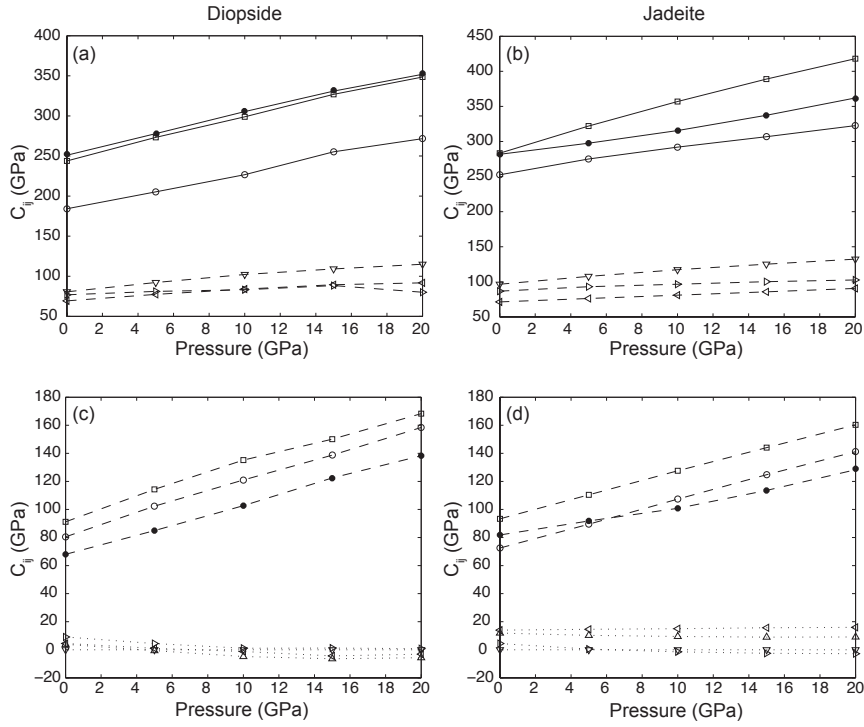 Diopside Jadeite
(a) (b)
400
350
300
250
200
150
100
50
C_ij (GPa)
0 2 4 6 8 10 12 14 16 18 20
Pressure (GPa)
450
400
350
300
250
200
150
100
50
C_ij (GPa)
0 2 4 6 8 10 12 14 16 18 20
Pressure (GPa)
(c) (d)
180
160
140
120
100
80
60
40
20
0
−20
C_ij (GPa)
0 2 4 6 8 10 12 14 16 18 20
Pressure (GPa)
180
160
140
120
100
80
60
40
20
0
−20
C_ij (GPa)
0 2 4 6 8 10 12 14 16 18 20
Pressure (GPa)